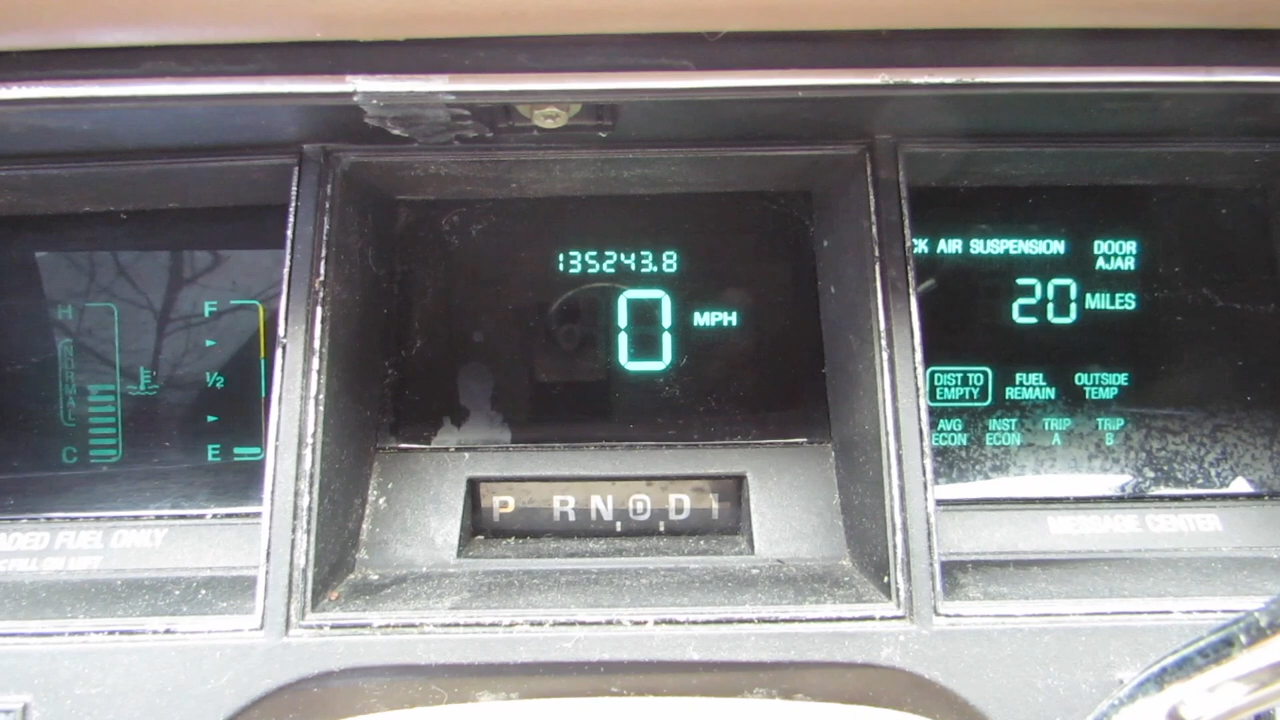 H
NORMAL
C
F
1/2
E
ADED FUEL ONLY
135243.8
0 MPH
P RNDD1
CK AIR SUSPENSION
DOOR
AJAR
20 MILES
DIST TO
EMPTY
FUEL
REMAIN
OUTSIDE
TEMP
AVG
ECON
INST
ECON
TRIP
A
TRIP
B
MESSAGE CENTER